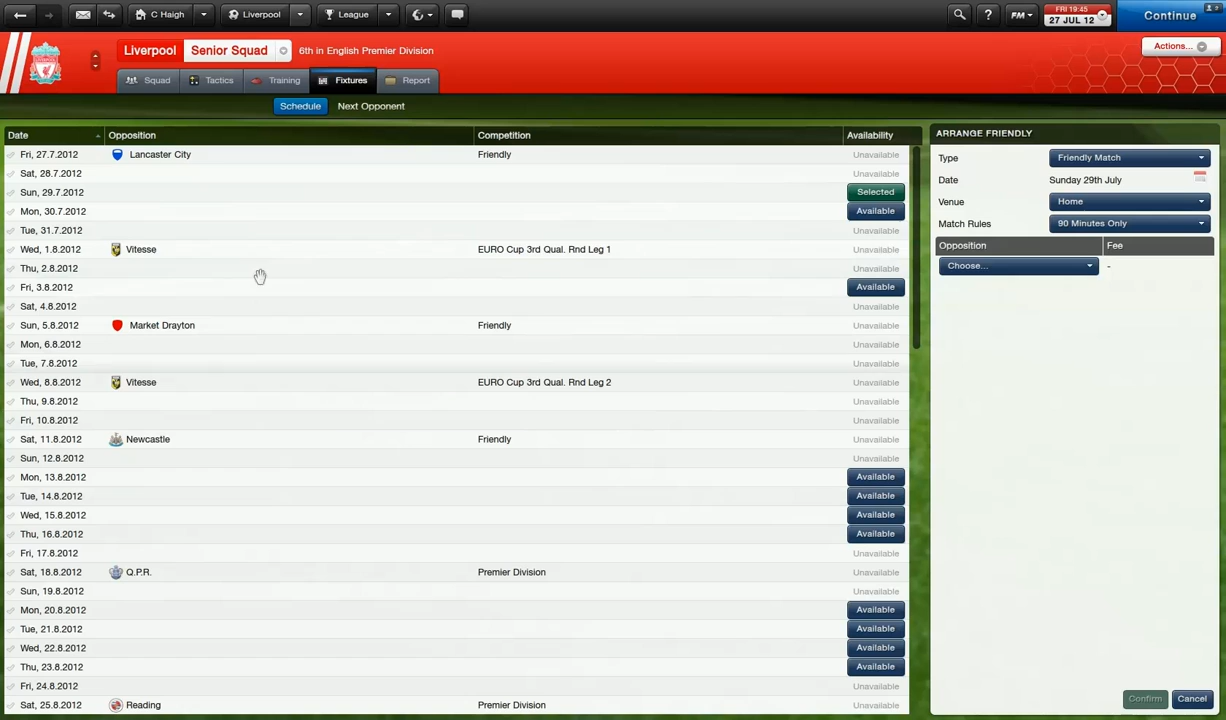 C Haigh Liverpool League FM FRI 19:45 27 JUL 12 Continue 2
Liverpool Senior Squad 6th in English Premier Division Actions...
Squad Tactics Training Fixtures Report
Schedule Next Opponent
Date Opposition Competition Availability
Fri, 27.7.2012 Lancaster City Friendly Unavailable
Sat, 28.7.2012 Unavailable
Sun, 29.7.2012 Selected
Mon, 30.7.2012 Available
Tue, 31.7.2012 Unavailable
Wed, 1.8.2012 Vitesse EURO Cup 3rd Qual. Rnd Leg 1 Unavailable
Thu, 2.8.2012 Unavailable
Fri, 3.8.2012 Available
Sat, 4.8.2012 Unavailable
Sun, 5.8.2012 Market Drayton Friendly Unavailable
Mon, 6.8.2012 Unavailable
Tue, 7.8.2012 Unavailable
Wed, 8.8.2012 Vitesse EURO Cup 3rd Qual. Rnd Leg 2 Unavailable
Thu, 9.8.2012 Unavailable
Fri, 10.8.2012 Unavailable
Sat, 11.8.2012 Newcastle Friendly Unavailable
Sun, 12.8.2012 Unavailable
Mon, 13.8.2012 Available
Tue, 14.8.2012 Available
Wed, 15.8.2012 Available
Thu, 16.8.2012 Available
Fri, 17.8.2012 Unavailable
Sat, 18.8.2012 Q.P.R. Premier Division Unavailable
Sun, 19.8.2012 Unavailable
Mon, 20.8.2012 Available
Tue, 21.8.2012 Available
Wed, 22.8.2012 Available
Thu, 23.8.2012 Available
Fri, 24.8.2012 Unavailable
Sat, 25.8.2012 Reading Premier Division Unavailable
ARRANGE FRIENDLY
Type Friendly Match
Date Sunday 29th July
Venue Home
Match Rules 90 Minutes Only
Opposition Fee
Choose... -
Confirm Cancel